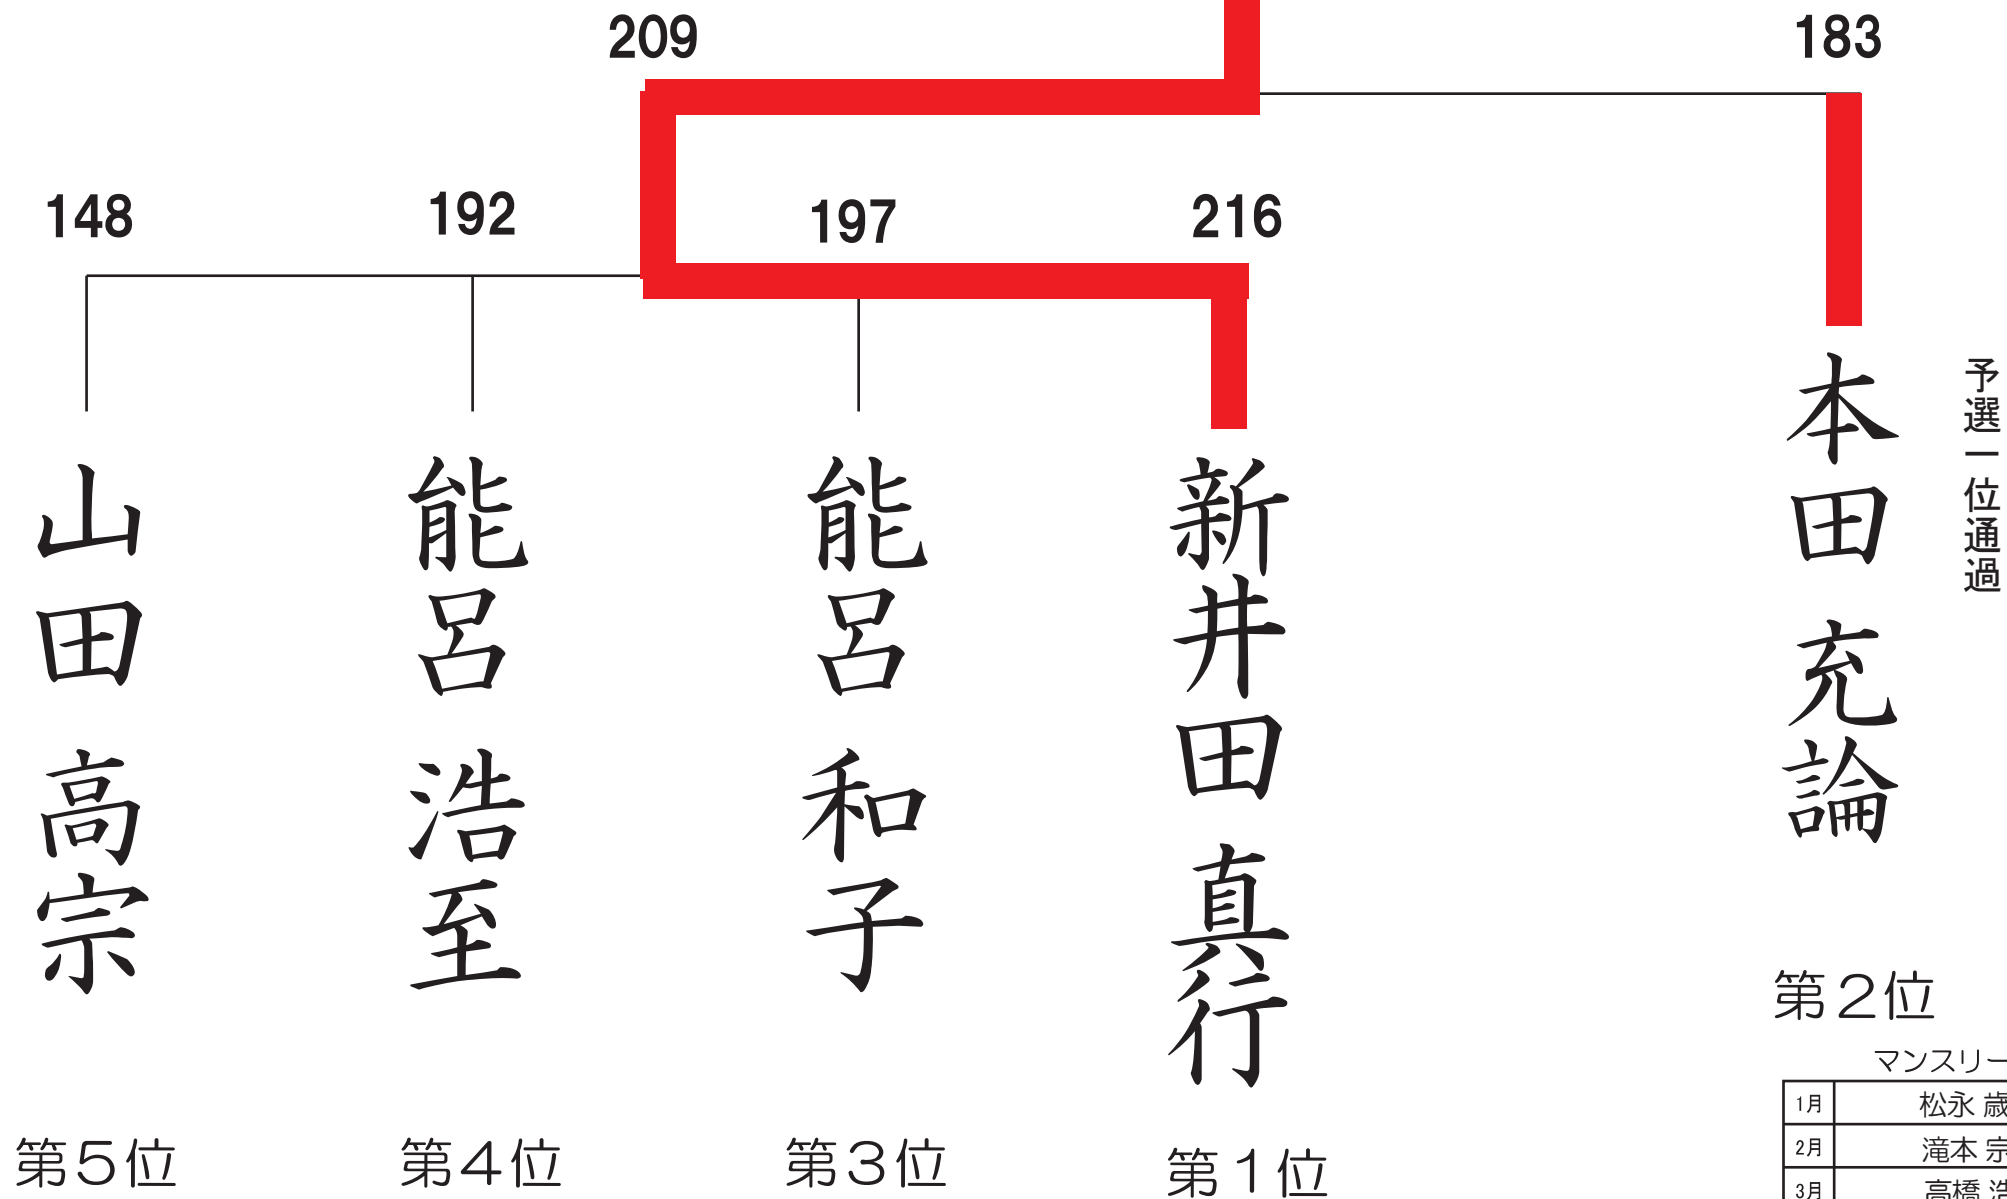 209
183
148
192
197
216
山田 高宗
能呂 浩至
能呂 和子
新井田 真行
本田 充論
予選一位通過
第5位
第4位
第3位
第1位
第2位
マンスリー
1月 松永 歳
2月 滝本 宗
3月 高橋 浩